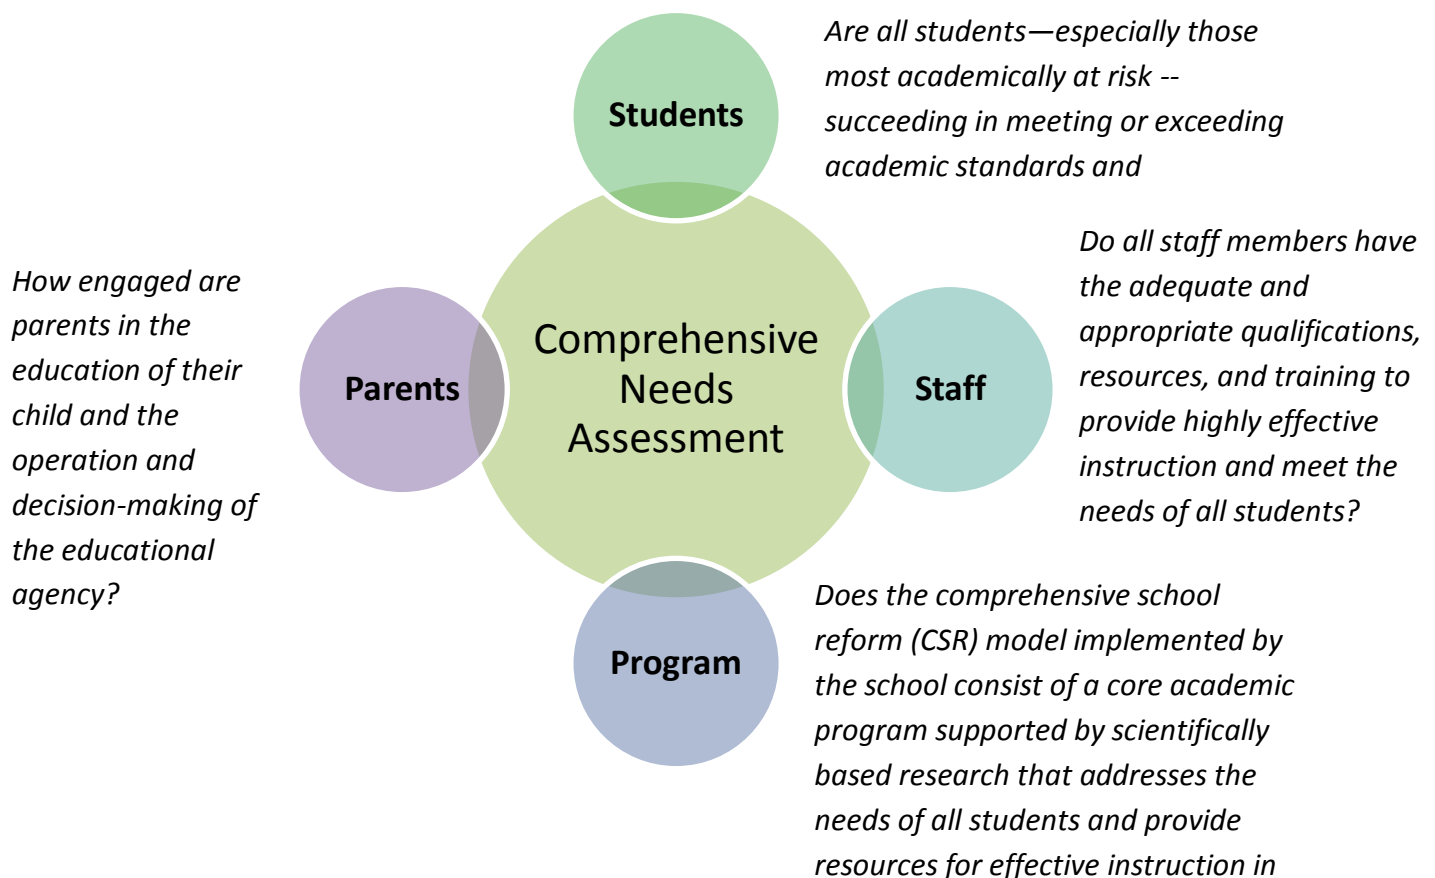 Students
Are all students—especially those
most academically at risk --
succeeding in meeting or exceeding
academic standards and
How engaged are
parents in the
education of their
child and the
operation and
decision-making of
the educational
agency?
Parents
Comprehensive
Needs
Assessment
Staff
Do all staff members have
the adequate and
appropriate qualifications,
resources, and training to
provide highly effective
instruction and meet the
needs of all students?
Program
Does the comprehensive school
reform (CSR) model implemented by
the school consist of a core academic
program supported by scientifically
based research that addresses the
needs of all students and provide
resources for effective instruction in